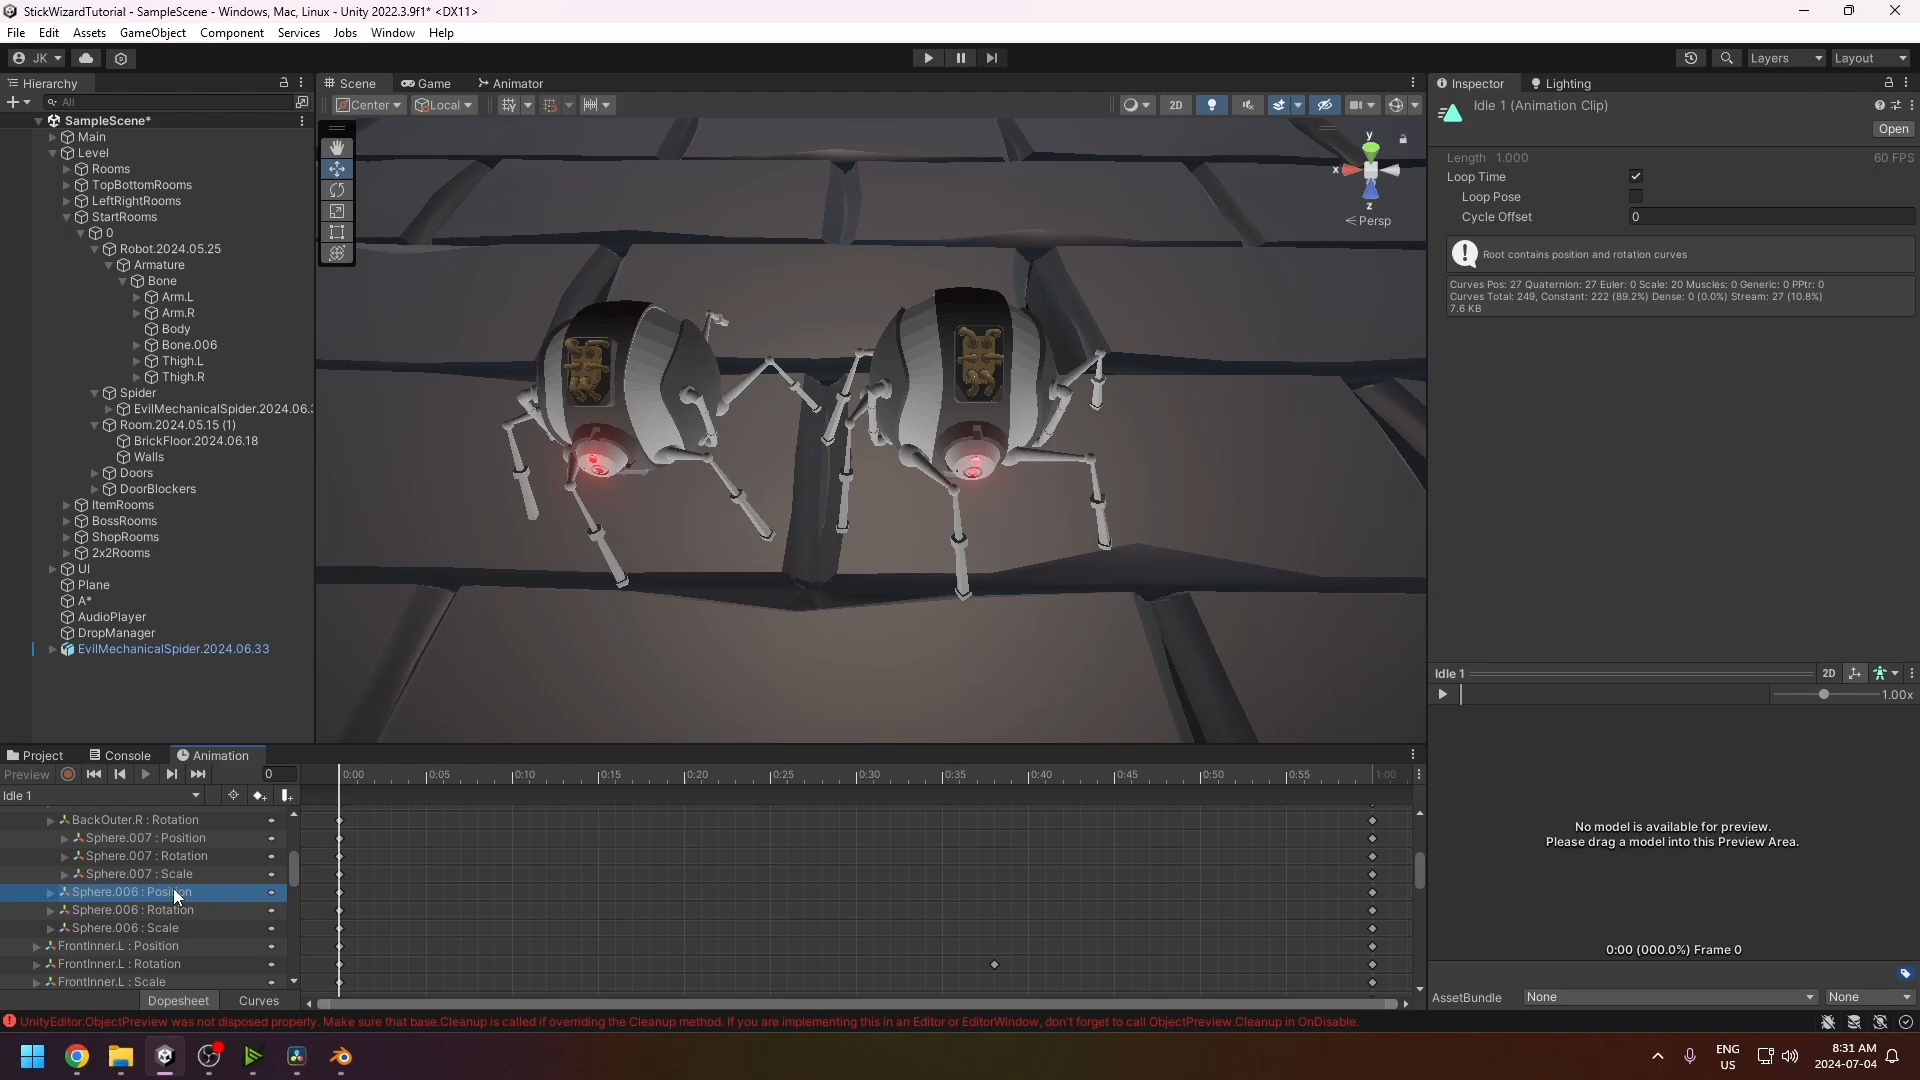 StickWizardTutorial - SampleScene - Windows, Mac, Linux - Unity 2022.3.9f1* <DX11>
File Edit Assets GameObject Component Services Jobs Window Help
JK Layers Layout
Hierarchy
All
SampleScene*
Main
Level
Rooms
TopBottomRooms
LeftRightRooms
StartRooms
0
Robot.2024.05.25
Armature
Bone
Arm.L
Arm.R
Body
Bone.006
Thigh.L
Thigh.R
Spider
EvilMechanicalSpider.2024.06.
Room.2024.05.15 (1)
BrickFloor.2024.06.18
Walls
Doors
DoorBlockers
ItemRooms
BossRooms
ShopRooms
2x2Rooms
UI
Plane
A*
AudioPlayer
DropManager
EvilMechanicalSpider.2024.06.33
Scene Game Animator
Center Local 2D
y
x
z
Persp
Inspector Lighting
Idle 1 (Animation Clip)
Open
Length 1.000 60 FPS
Loop Time
Loop Pose
Cycle Offset 0
Root contains position and rotation curves
Curves Pos: 27 Quaternion: 27 Euler: 0 Scale: 20 Muscles: 0 Generic: 0 PPtr: 0
Curves Total: 249, Constant: 222 (89.2%) Dense: 0 (0.0%) Stream: 27 (10.8%)
7.6 KB
Idle 1 2D
1.00x
No model is available for preview.
Please drag a model into this Preview Area.
0:00 (000.0%) Frame 0
AssetBundle None None
Project Console Animation
Preview 0 0:00 0:05 0:10 0:15 0:20 0:25 0:30 0:35 0:40 0:45 0:50 0:55 1:00
Idle 1
BackOuter.R : Rotation
Sphere.007 : Position
Sphere.007 : Rotation
Sphere.007 : Scale
Sphere.006 : Position
Sphere.006 : Rotation
Sphere.006 : Scale
FrontInner.L : Position
FrontInner.L : Rotation
FrontInner.L : Scale
Dopesheet Curves
UnityEditor.ObjectPreview was not disposed properly. Make sure that base.Cleanup is called if overriding the Cleanup method. If you are implementing this in an Editor or EditorWindow, don't forget to call ObjectPreview.Cleanup in OnDisable.
ENG
US
8:31 AM
2024-07-04